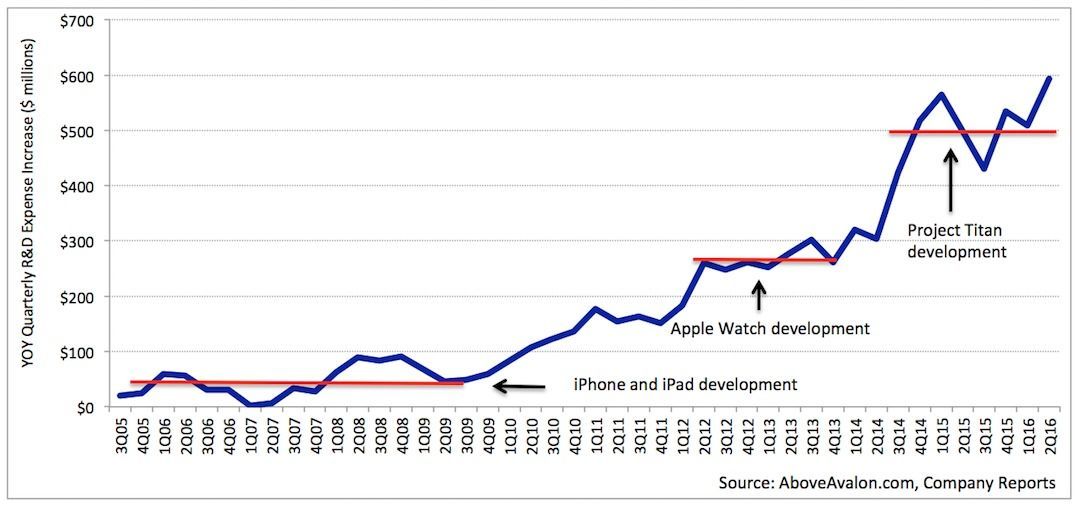 YOY Quarterly R&D Expense Increase ($ millions)
$700
$600
$500
$400
$300
$200
$100
$0
Project Titan
development
Apple Watch development
iPhone and iPad development
3Q05
4Q05
1Q06
2Q06
3Q06
4Q06
1Q07
2Q07
3Q07
4Q07
1Q08
2Q08
3Q08
4Q08
1Q09
2Q09
3Q09
4Q09
1Q10
2Q10
3Q10
4Q10
1Q11
2Q11
3Q11
4Q11
1Q12
2Q12
3Q12
4Q12
1Q13
2Q13
3Q13
4Q13
1Q14
2Q14
3Q14
4Q14
1Q15
2Q15
3Q15
4Q15
1Q16
2Q16
Source: AboveAvalon.com, Company Reports